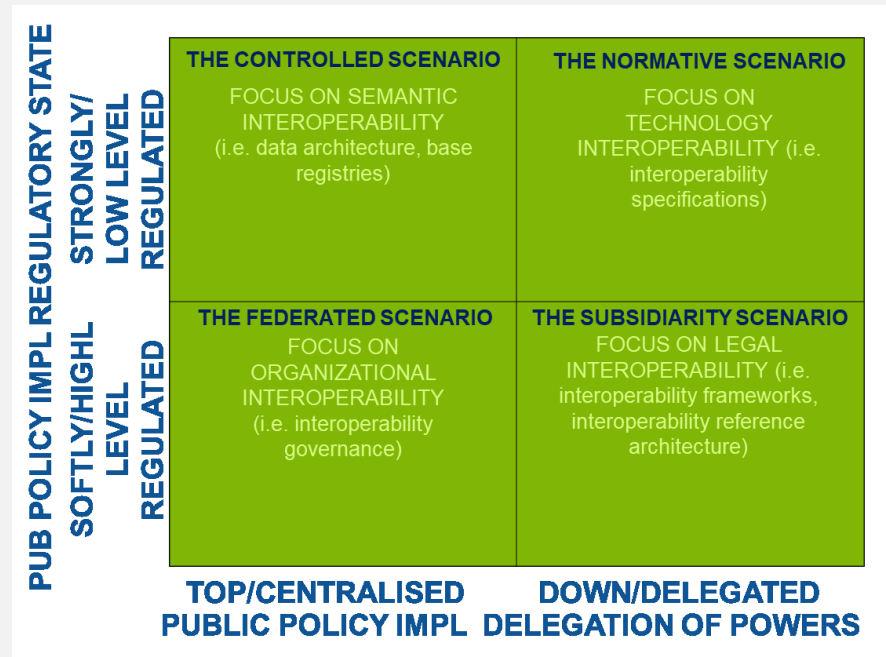 PUB POLICY IMPL REGULATORY STATE
STRONGLY/
LOW LEVEL
REGULATED
SOFTLY/HIGHL
LEVEL
REGULATED
THE CONTROLLED SCENARIO
FOCUS ON SEMANTIC
INTEROPERABILITY
(i.e. data architecture, base
registries)
THE NORMATIVE SCENARIO
FOCUS ON
TECHNOLOGY
INTEROPERABILITY (i.e.
interoperability
specifications)
THE FEDERATED SCENARIO
FOCUS ON
ORGANIZATIONAL
INTEROPERABILITY
(i.e. interoperability
governance)
THE SUBSIDIARITY SCENARIO
FOCUS ON LEGAL
INTEROPERABILITY (i.e.
interoperability frameworks,
interoperability reference
architecture)
TOP/CENTRALISED
PUBLIC POLICY IMPL
DOWN/DELEGATED
DELEGATION OF POWERS